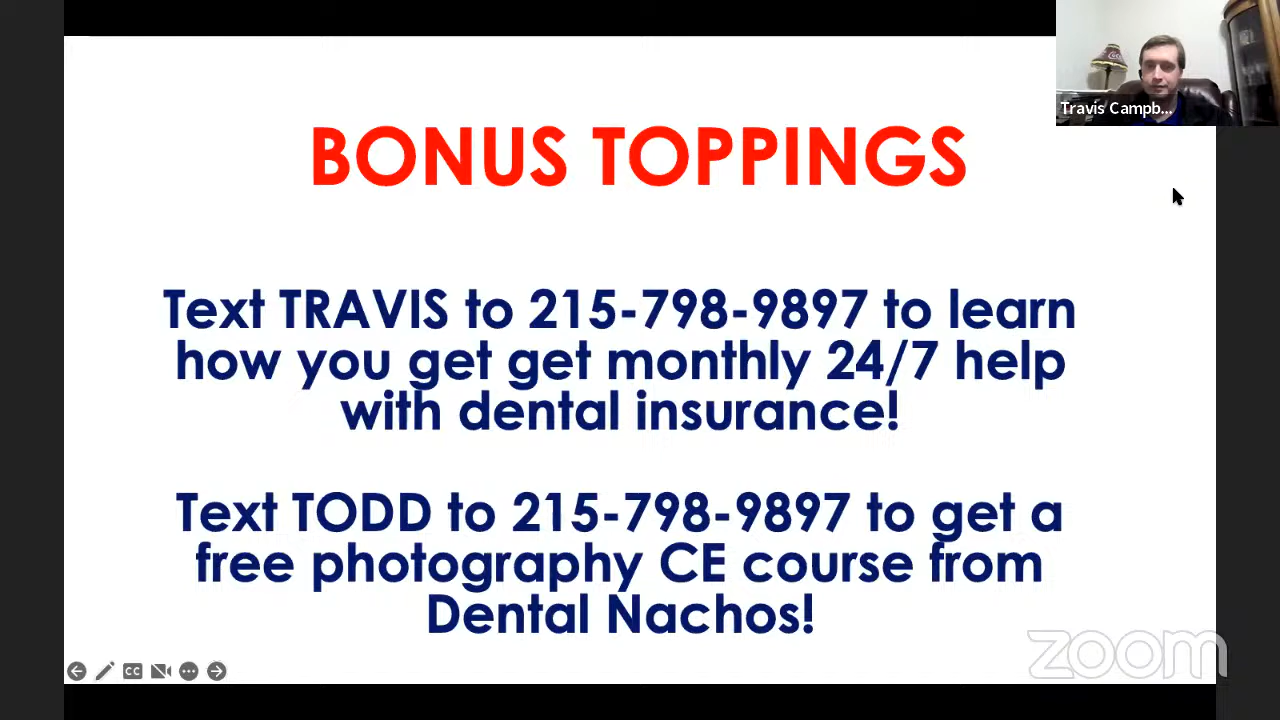 Travis Campb...
BONUS TOPPINGS
Text TRAVIS to 215-798-9897 to learn
how you get get monthly 24/7 help
with dental insurance!
Text TODD to 215-798-9897 to get a
free photography CE course from
Dental Nachos!
CC
zoom